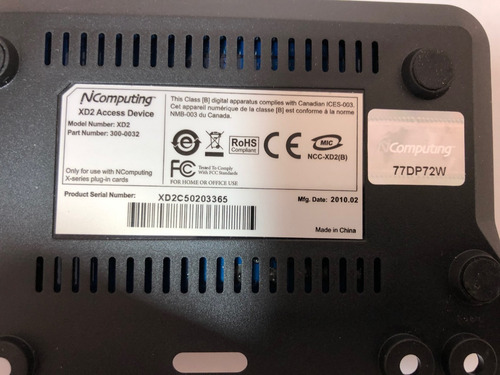 NComputing
XD2 Access Device
Model Number: XD2
Part Number: 300-0032
Only for use with NComputing
X-series plug-in cards
This Class [B] digital apparatus complies with Canadian ICES-003.
Cet appareil numérique de la classe [B] est conforme à la norme
NMB-003 du Canada.
RoHS
Compliant
MIC
NCC-XD2(B)
FC
Tested To Comply
With FCC Standards
FOR HOME OR OFFICE USE
Product Serial Number:
XD2C50203365
Mfg. Date: 2010.02
Made in China
NComputing
77DP72W